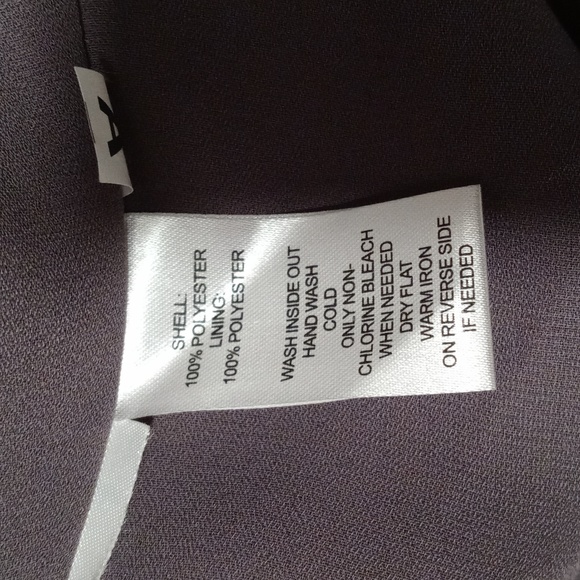 SHELL:
100% POLYESTER
LINING:
100% POLYESTER
WASH INSIDE OUT
HAND WASH
COLD
ONLY NON-
CHLORINE BLEACH
WHEN NEEDED
DRY FLAT
WARM IRON
ON REVERSE SIDE
IF NEEDED